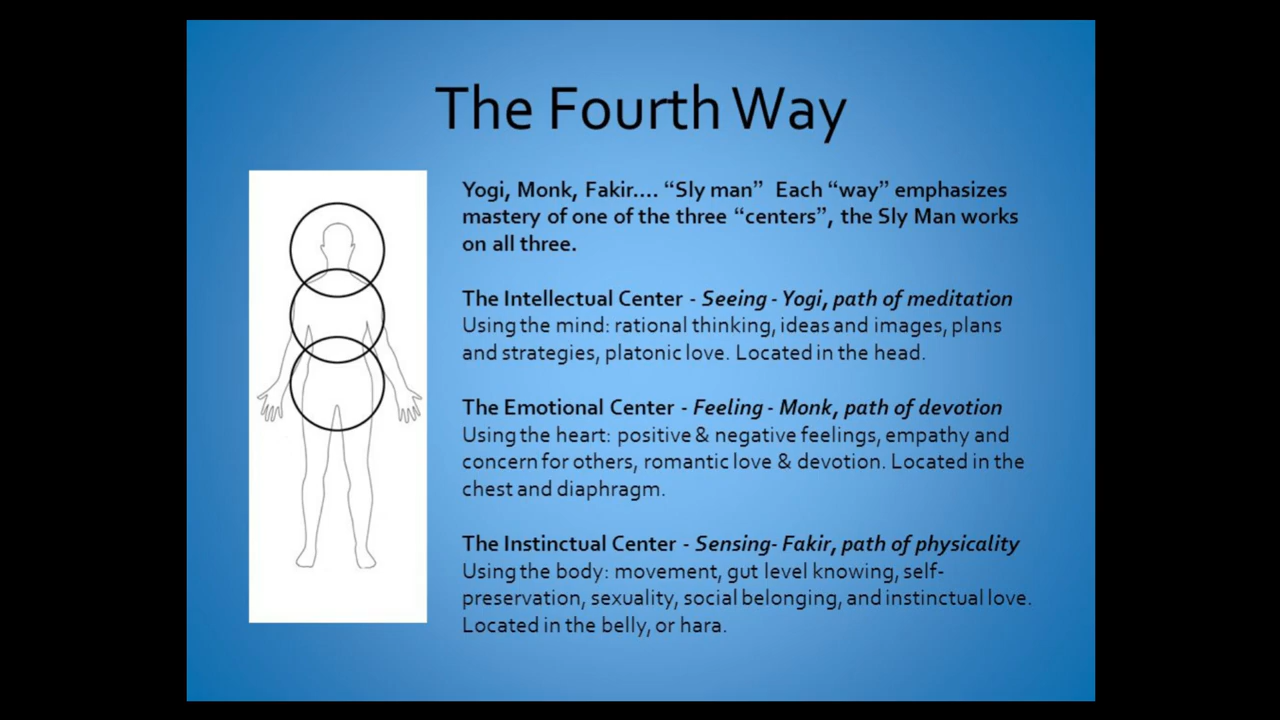 The Fourth Way
Yogi, Monk, Fakir.... “Sly man”  Each “way” emphasizes
mastery of one of the three “centers”, the Sly Man works
on all three.
The Intellectual Center - Seeing - Yogi, path of meditation
Using the mind: rational thinking, ideas and images, plans
and strategies, platonic love. Located in the head.
The Emotional Center - Feeling - Monk, path of devotion
Using the heart: positive & negative feelings, empathy and
concern for others, romantic love & devotion. Located in the
chest and diaphragm.
The Instinctual Center - Sensing- Fakir, path of physicality
Using the body: movement, gut level knowing, self-
preservation, sexuality, social belonging, and instinctual love.
Located in the belly, or hara.